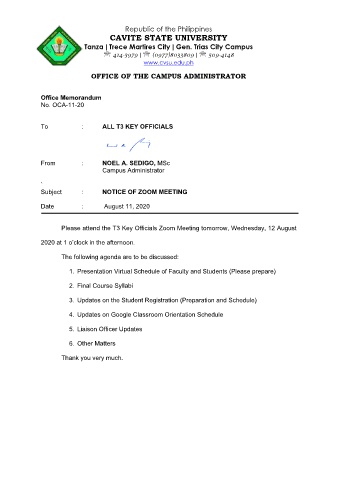 Republic of the Philippines
CAVITE STATE UNIVERSITY
Tanza | Trece Martires City | Gen. Trias City Campus
☏ 414-3979 | ☏ (0977)8033809 | ☏ 509-4148
www.cvsu.edu.ph
OFFICE OF THE CAMPUS ADMINISTRATOR
Office Memorandum
No. OCA-11-20
To : ALL T3 KEY OFFICIALS
From : NOEL A. SEDIGO, MSc
Campus Administrator
.
Subject : NOTICE OF ZOOM MEETING
Date : August 11, 2020
Please attend the T3 Key Officials Zoom Meeting tomorrow, Wednesday, 12 August
2020 at 1 o'clock in the afternoon.
The following agenda are to be discussed:
1. Presentation Virtual Schedule of Faculty and Students (Please prepare)
2. Final Course Syllabi
3. Updates on the Student Registration (Preparation and Schedule)
4. Updates on Google Classroom Orientation Schedule
5. Liaison Officer Updates
6. Other Matters
Thank you very much.